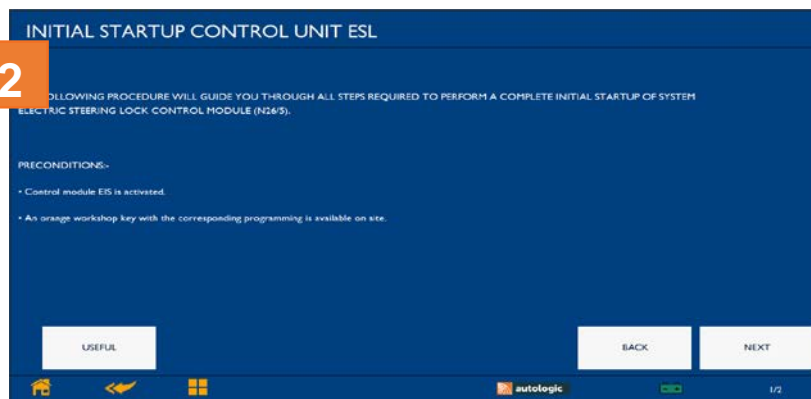 INITIAL STARTUP CONTROL UNIT ESL
2
OLLOWING PROCEDURE WILL GUIDE YOU THROUGH ALL STEPS REQUIRED TO PERFORM A COMPLETE INITIAL STARTUP OF SYSTEM
ELECTRIC STEERING LOCK CONTROL MODULE (N26/5).
PRECONDITIONS:-
• Control module EIS is activated.
• An orange workshop key with the corresponding programming is available on site.
USEFUL
BACK
NEXT
autologic
1/2